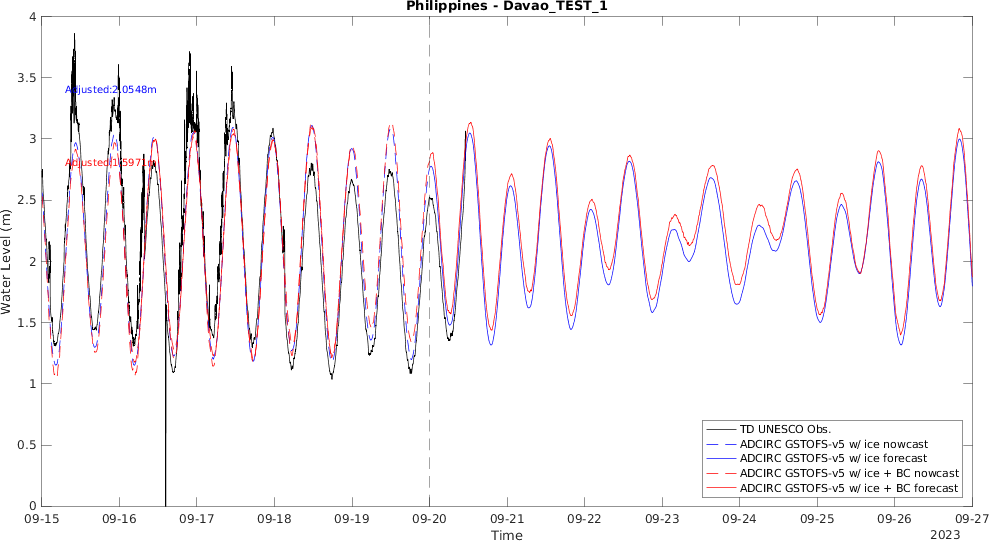 Philippines - Davao_TEST_1
4
3.5
3
2.5
2
1.5
1
0.5
0
Water Level (m)
Adjusted:2.0548m
Adjusted:1.5971m
TD UNESCO Obs.
ADCIRC GSTOFS-v5 w/ ice nowcast
ADCIRC GSTOFS-v5 w/ ice forecast
ADCIRC GSTOFS-v5 w/ ice + BC nowcast
ADCIRC GSTOFS-v5 w/ ice + BC forecast
09-15 09-16 09-17 09-18 09-19 09-20 09-21 09-22 09-23 09-24 09-25 09-26 09-27
Time
2023